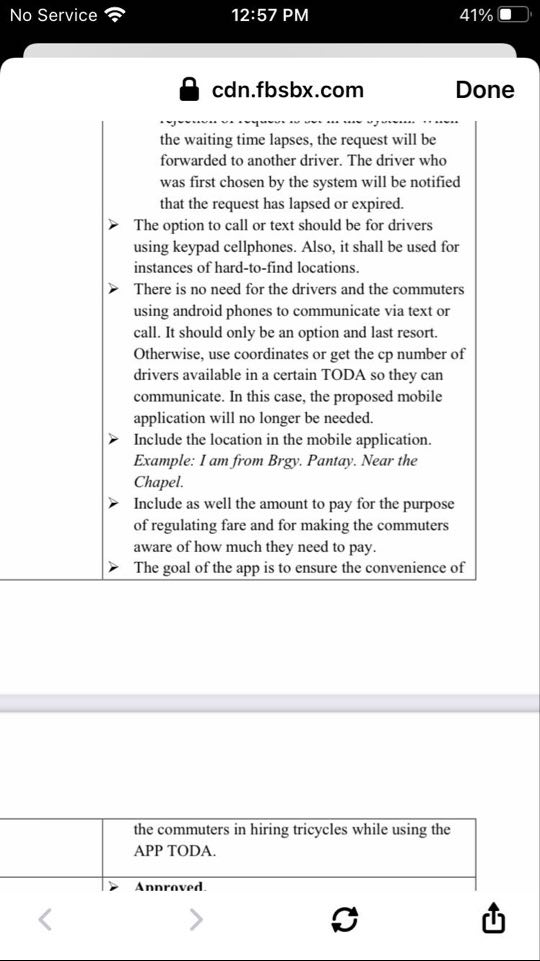 No Service 12:57 PM 41%
cdn.fbsbx.com Done
rejection of request is set in the system. When
the waiting time lapses, the request will be
forwarded to another driver. The driver who
was first chosen by the system will be notified
that the request has lapsed or expired.
➤ The option to call or text should be for drivers
using keypad cellphones. Also, it shall be used for
instances of hard-to-find locations.
➤ There is no need for the drivers and the commuters
using android phones to communicate via text or
call. It should only be an option and last resort.
Otherwise, use coordinates or get the cp number of
drivers available in a certain TODA so they can
communicate. In this case, the proposed mobile
application will no longer be needed.
➤ Include the location in the mobile application.
Example: I am from Brgy. Pantay. Near the
Chapel.
➤ Include as well the amount to pay for the purpose
of regulating fare and for making the commuters
aware of how much they need to pay.
➤ The goal of the app is to ensure the convenience of
the commuters in hiring tricycles while using the
APP TODA.
➤ Approved.